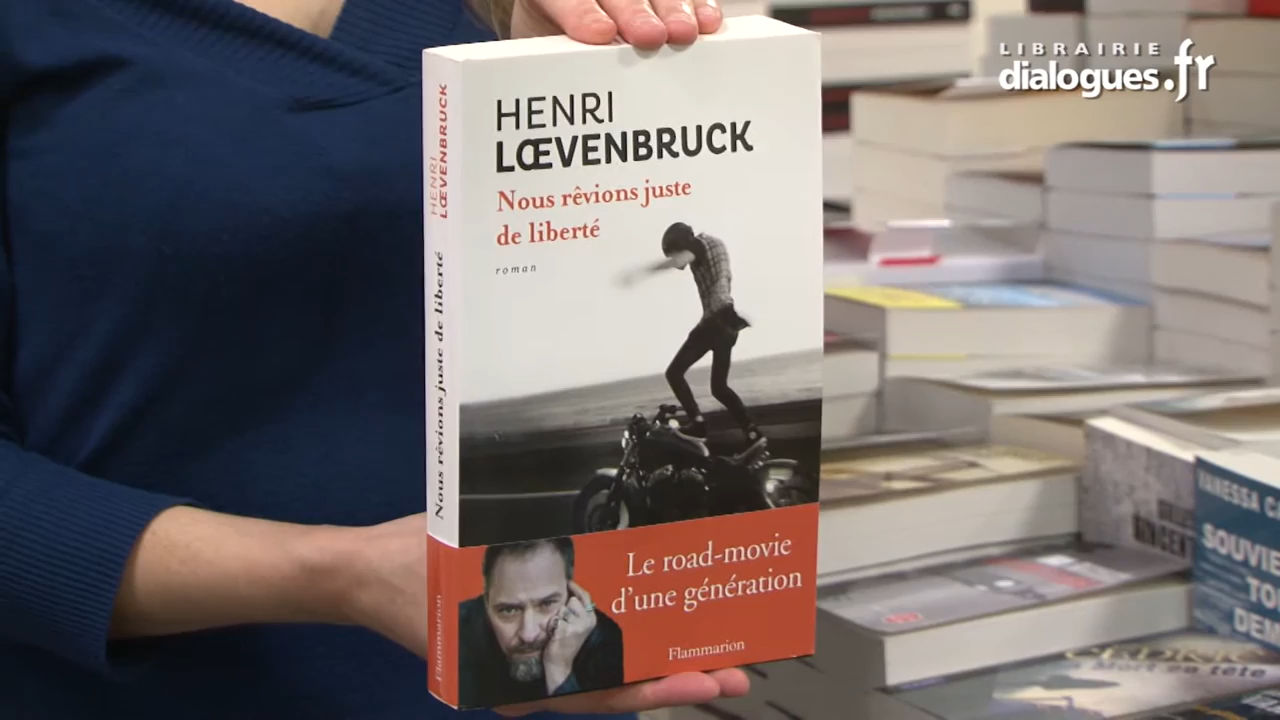 LIBRAIRIE
dialogues.fr
HENRI
LŒVENBRUCK
Nous rêvions juste
de liberté
roman
Le road-movie
d'une génération
Flammarion
HENRI
LŒVENBRUCK
Nous rêvions juste de liberté
Flammarion
VANESSA
SOUVIE
TO
DEM